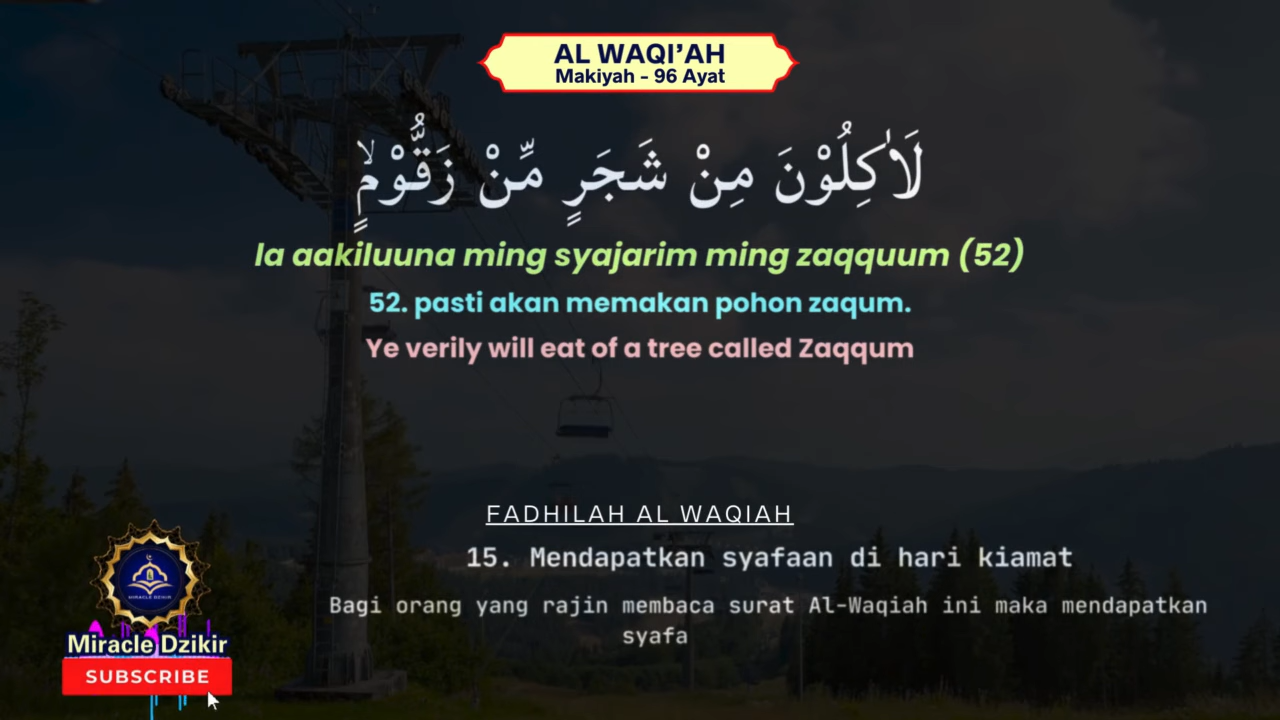 AL WAQI'AH
Makiyah - 96 Ayat
لَاٰكِلُوْنَ مِنْ شَجَرٍ مِّنْ زَقُّوْمٍۙ
la aakiluuna ming syajarim ming zaqquum (52)
52. pasti akan memakan pohon zaqum.
Ye verily will eat of a tree called Zaqqum
FADHILAH AL WAQIAH
15. Mendapatkan syafaan di hari kiamat
Bagi orang yang rajin membaca surat Al-Waqiah ini maka mendapatkan
syafa
MIRACLE DZIKIR
Miracle Dzikir
SUBSCRIBE